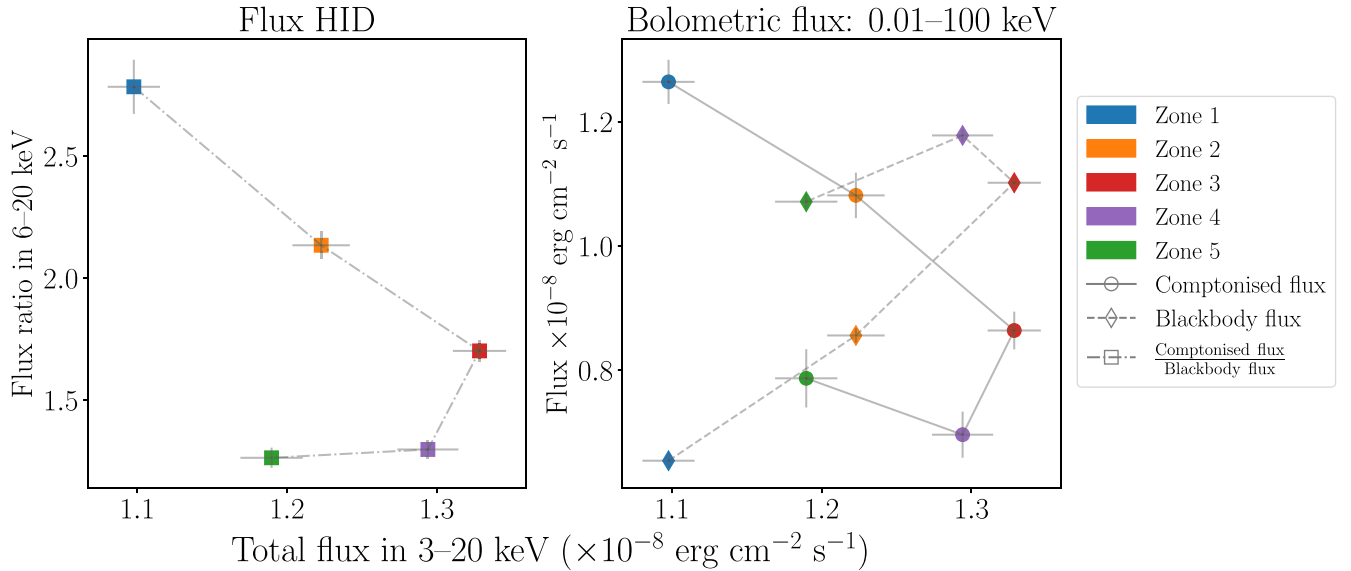 Flux HID
Bolometric flux: 0.01–100 keV
Flux ratio in 6–20 keV
2.5
2.0
1.5
1.1
1.2
1.3
Flux ×10⁻⁸ erg cm⁻² s⁻¹
1.2
1.0
0.8
1.1
1.2
1.3
Total flux in 3–20 keV (×10⁻⁸ erg cm⁻² s⁻¹)
Zone 1
Zone 2
Zone 3
Zone 4
Zone 5
Comptonised flux
Blackbody flux
Comptonised flux
Blackbody flux